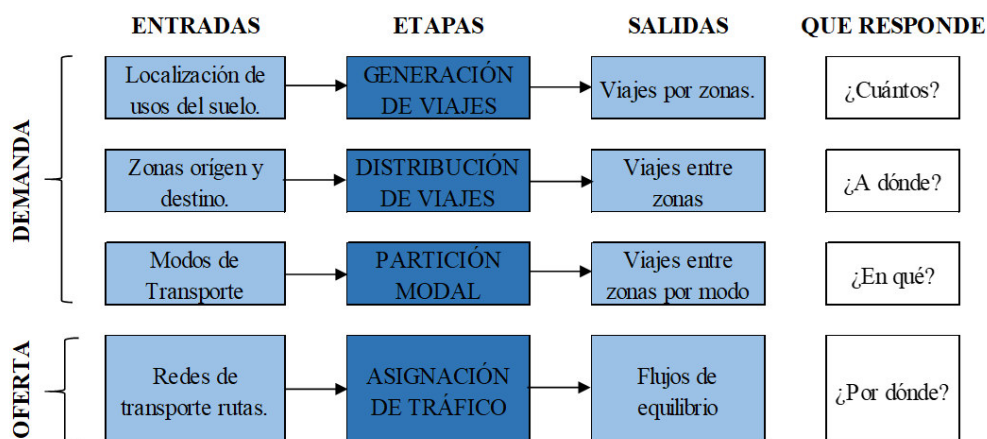 ENTRADAS ETAPAS SALIDAS QUE RESPONDE
DEMANDA
Localización de
usos del suelo.
GENERACIÓN
DE VIAJES
Viajes por zonas.
¿Cuántos?
Zonas orígen y
destino.
DISTRIBUCIÓN
DE VIAJES
Viajes entre
zonas
¿A dónde?
Modos de
Transporte
PARTICIÓN
MODAL
Viajes entre
zonas por modo
¿En qué?
OFERTA
Redes de
transporte rutas.
ASIGNACIÓN
DE TRÁFICO
Flujos de
equilibrio
¿Por dónde?